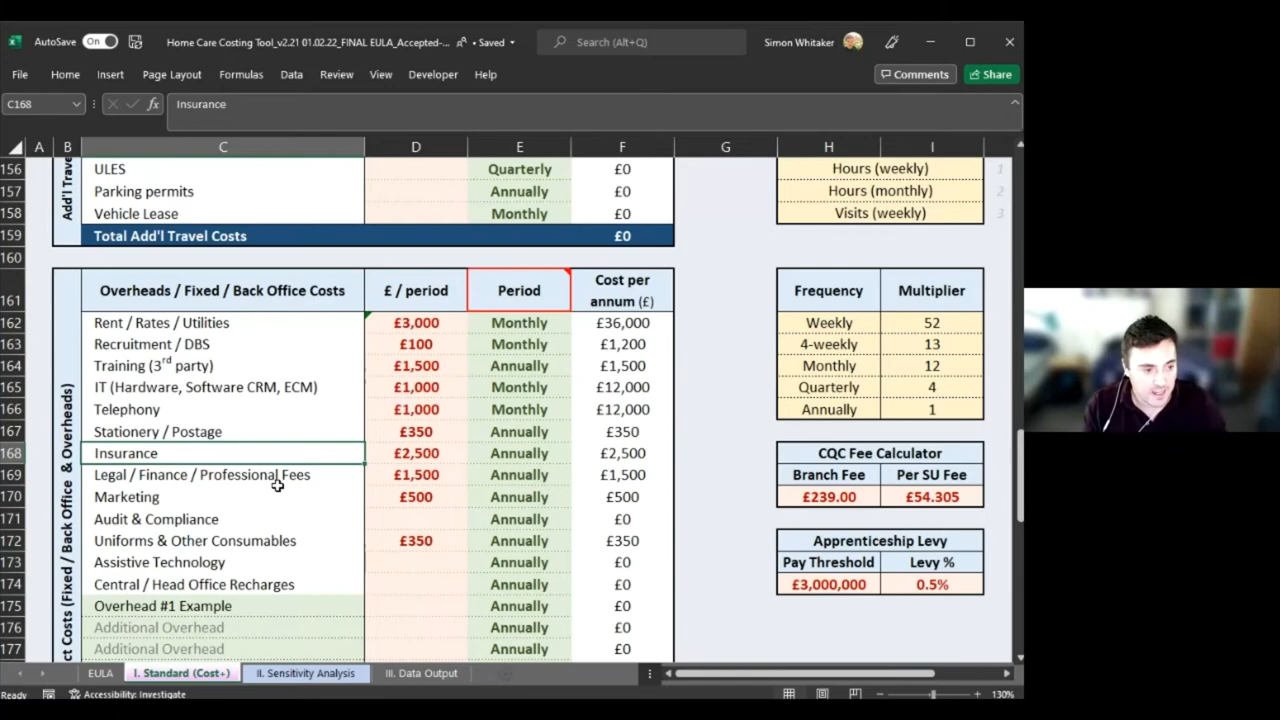 AutoSave On Home Care Costing Tool_v2.21 01.02.22_FINAL EULA_Accepted-... • Saved Search (Alt+Q) Simon Whitaker
File Home Insert Page Layout Formulas Data Review View Developer Help Comments Share
C168 fx Insurance
A B C D E F G H I
156 ULES Quarterly £0 Hours (weekly) 1
157 Parking permits Annually £0 Hours (monthly) 2
158 Vehicle Lease Monthly £0 Visits (weekly) 3
Add'l Trave
159 Total Add'l Travel Costs £0
160
161 Overheads / Fixed / Back Office Costs £ / period Period Cost per annum (£) Frequency Multiplier
162 Rent / Rates / Utilities £3,000 Monthly £36,000 Weekly 52
163 Recruitment / DBS £100 Monthly £1,200 4-weekly 13
164 Training (3rd party) £1,500 Annually £1,500 Monthly 12
165 IT (Hardware, Software CRM, ECM) £1,000 Monthly £12,000 Quarterly 4
166 Telephony £1,000 Monthly £12,000 Annually 1
167 Stationery / Postage £350 Annually £350
168 Insurance £2,500 Annually £2,500 CQC Fee Calculator
169 Legal / Finance / Professional Fees £1,500 Annually £1,500 Branch Fee Per SU Fee
170 Marketing £500 Annually £500 £239.00 £54.305
171 Audit & Compliance Annually £0
172 Uniforms & Other Consumables £350 Annually £350 Apprenticeship Levy
173 Assistive Technology Annually £0 Pay Threshold Levy %
174 Central / Head Office Recharges Annually £0 £3,000,000 0.5%
175 Overhead #1 Example Annually £0
176 Additional Overhead Annually £0
177 Additional Overhead Annually £0
ct Costs (Fixed / Back Office & Overheads)
EULA I. Standard (Cost+) II. Sensitivity Analysis III. Data Output
Ready Accessibility: Investigate 130%